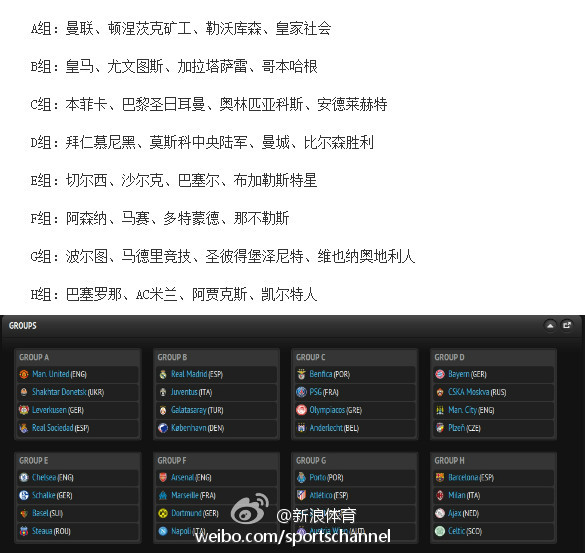 A组：曼联、顿涅茨克矿工、勒沃库森、皇家社会
B组：皇马、尤文图斯、加拉塔萨雷、哥本哈根
C组：本菲卡、巴黎圣日耳曼、奥林匹亚科斯、安德莱赫特
D组：拜仁慕尼黑、莫斯科中央陆军、曼城、比尔森胜利
E组：切尔西、沙尔克、巴塞尔、布加勒斯特星
F组：阿森纳、马赛、多特蒙德、那不勒斯
G组：波尔图、马德里竞技、圣彼得堡泽尼特、维也纳奥地利人
H组：巴塞罗那、AC米兰、阿贾克斯、凯尔特人
GROUPS
GROUP A
Man. United (ENG)
Shakhtar Donetsk (UKR)
Leverkusen (GER)
Real Sociedad (ESP)
GROUP B
Real Madrid (ESP)
Juventus (ITA)
Galatasaray (TUR)
København (DEN)
GROUP C
Benfica (POR)
PSG (FRA)
Olympiacos (GRE)
Anderlecht (BEL)
GROUP D
Bayern (GER)
CSKA Moskva (RUS)
Man. City (ENG)
Plzeň (CZE)
GROUP E
Chelsea (ENG)
Schalke (GER)
Basel (SUI)
Steaua (ROU)
GROUP F
Arsenal (ENG)
Marseille (FRA)
Dortmund (GER)
Napoli (ITA)
GROUP G
Porto (POR)
Atlético (ESP)
Austria Wien (AUT)
GROUP H
Barcelona (ESP)
Milan (ITA)
Ajax (NED)
Celtic (SCO)
@新浪体育
weibo.com/sportschannel